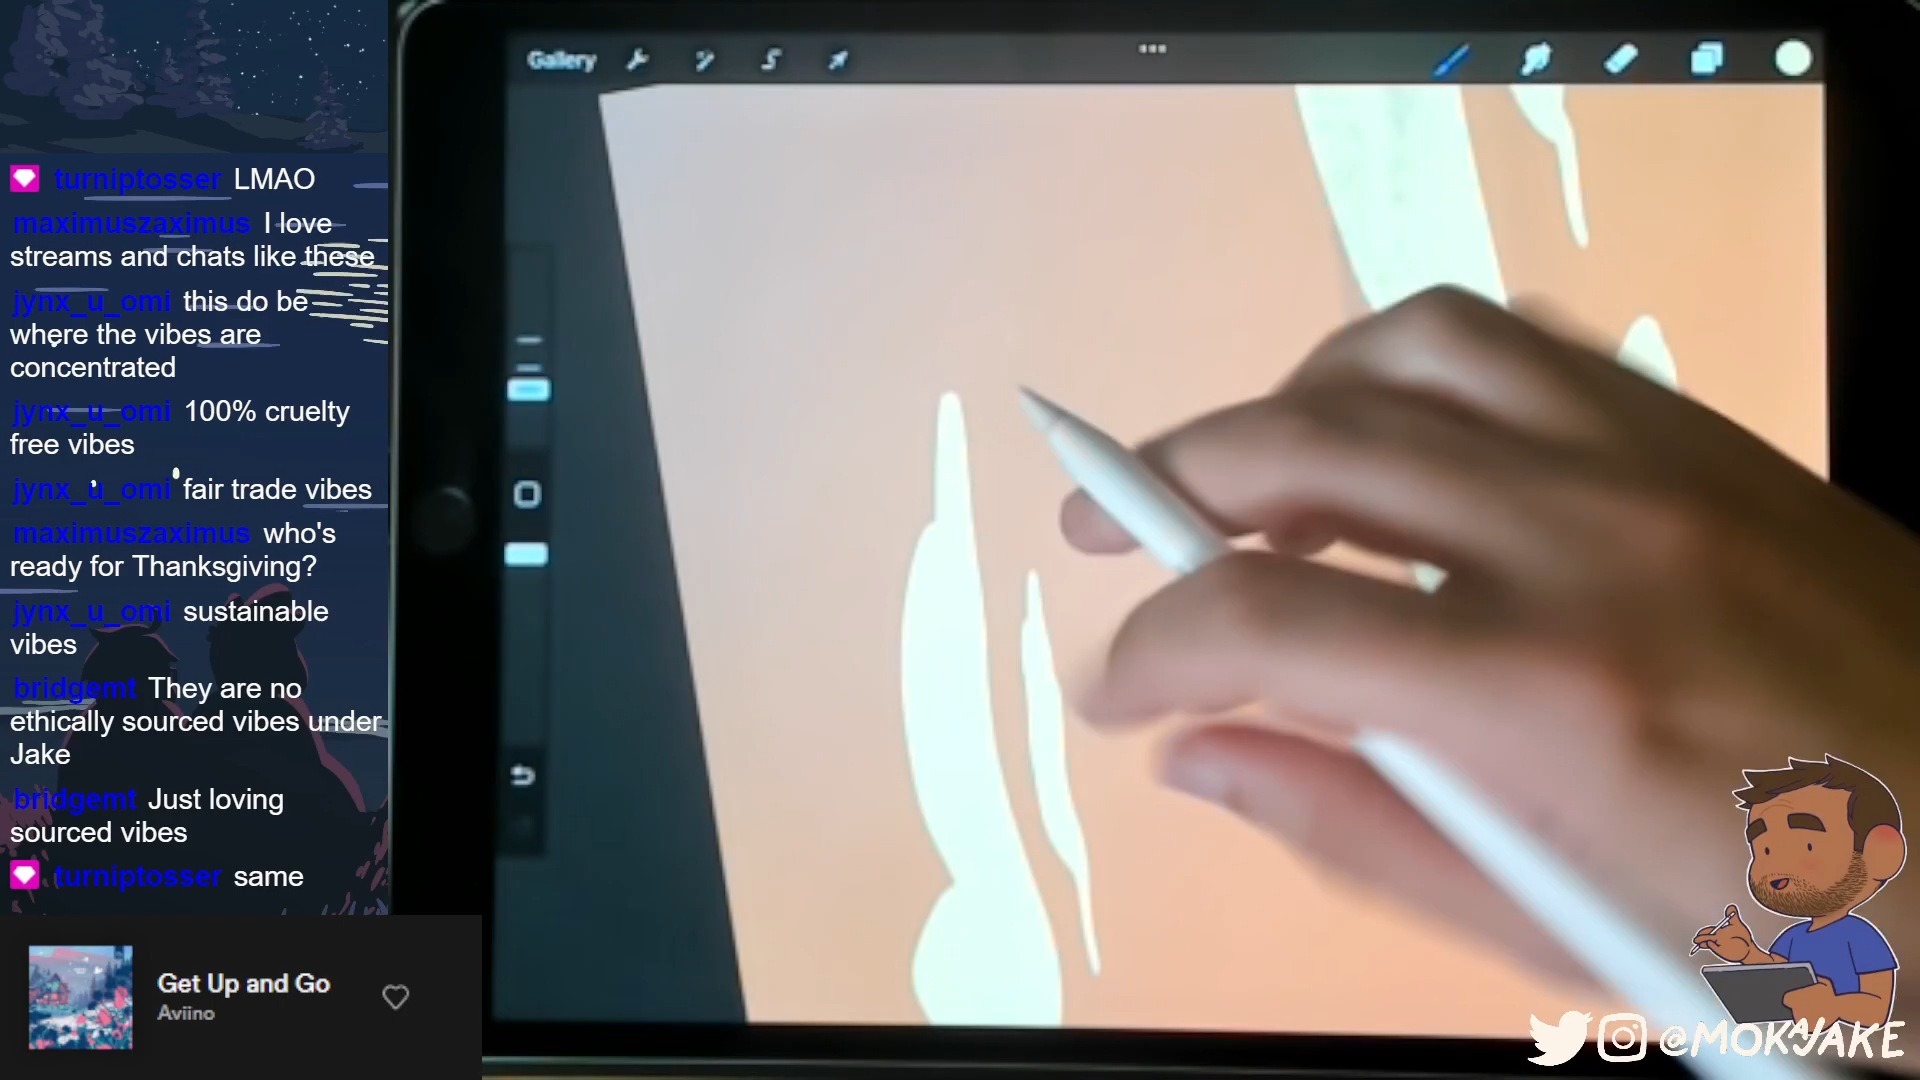 Gallery
turniptosser LMAO
maximuszaximus I love
streams and chats like these
jynx_u_omi this do be
where the vibes are
concentrated
jynx_u_omi 100% cruelty
free vibes
jynx_u_omi fair trade vibes
maximuszaximus who's
ready for Thanksgiving?
jynx_u_omi sustainable
vibes
bridgemt They are no
ethically sourced vibes under
Jake
bridgemt Just loving
sourced vibes
turniptosser same
Get Up and Go
Aviino
@MOKAJAKE